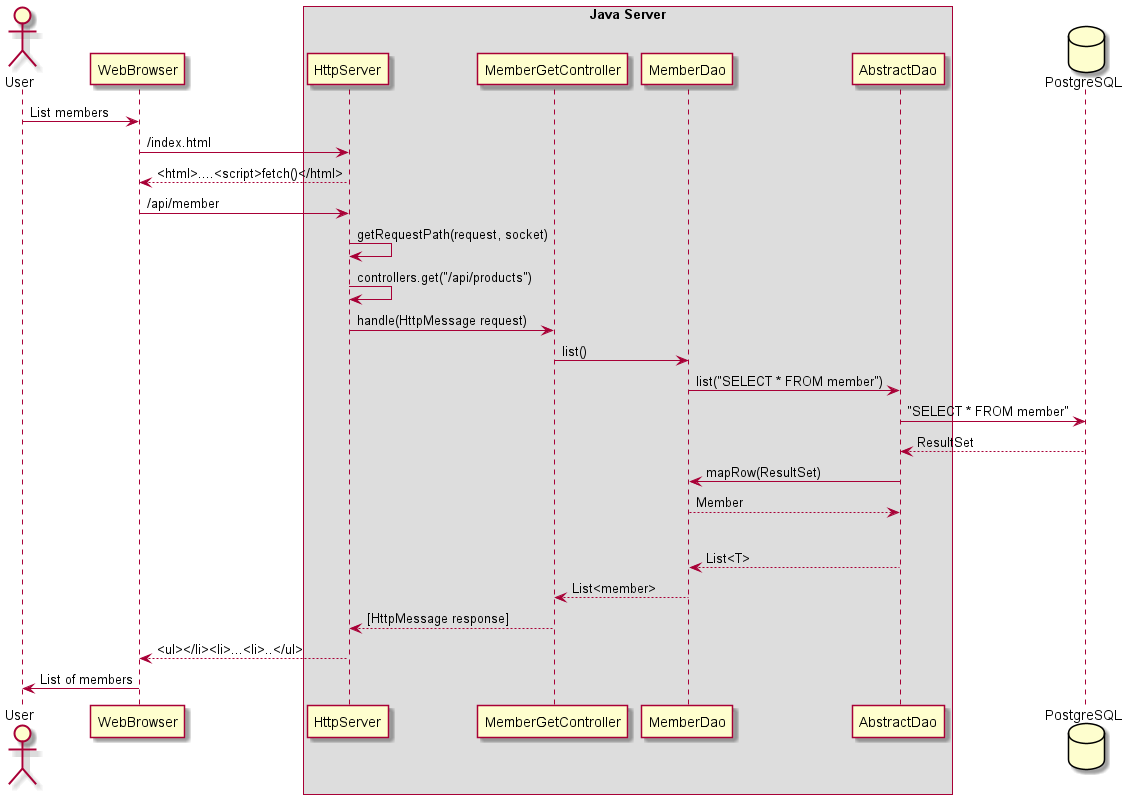 Java Server
User
WebBrowser
HttpServer
MemberGetController
MemberDao
AbstractDao
PostgreSQL
List members
/index.html
<html>....<script>fetch()</html>
/api/member
getRequestPath(request, socket)
controllers.get("/api/products")
handle(HttpMessage request)
list()
list("SELECT * FROM member")
"SELECT * FROM member"
ResultSet
mapRow(ResultSet)
Member
List<T>
List<member>
[HttpMessage response]
<ul></li><li>...<li>..</ul>
List of members
User
WebBrowser
HttpServer
MemberGetController
MemberDao
AbstractDao
PostgreSQL